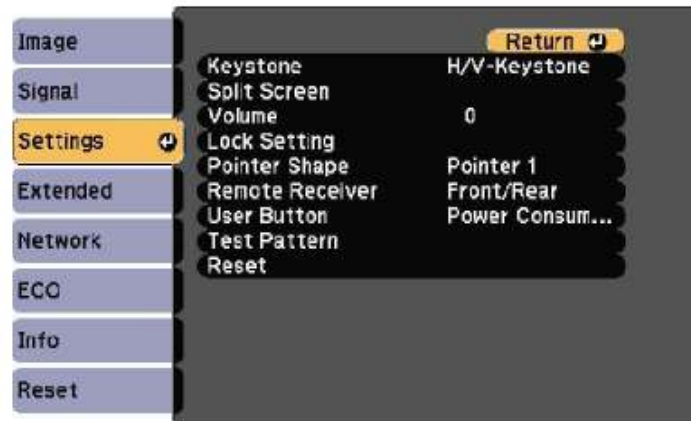 Image
Signal
Settings
Extended
Network
ECO
Info
Reset
Return
Keystone H/V-Keystone
Split Screen
Volume 0
Lock Setting
Pointer Shape Pointer 1
Remote Receiver Front/Rear
User Button Power Consum...
Test Pattern
Reset